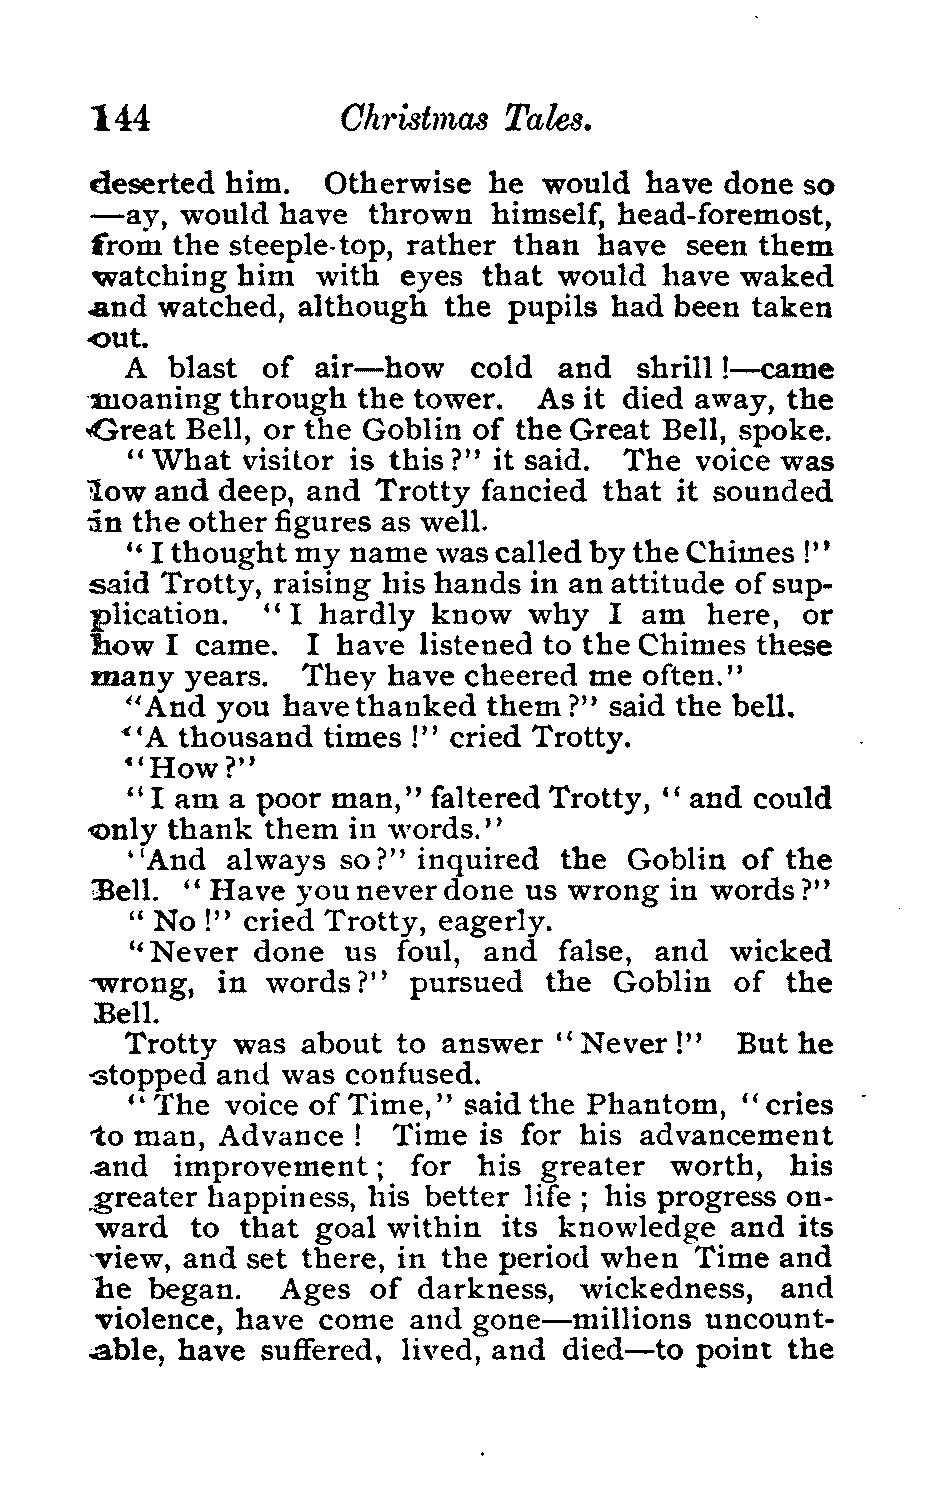 144 Christmas Tales.
deserted him. Otherwise he would have done so
—ay, would have thrown himself, head-foremost,
from the steeple-top, rather than have seen them
watching him with eyes that would have waked
and watched, although the pupils had been taken
out.
A blast of air—how cold and shrill!—came
moaning through the tower. As it died away, the
Great Bell, or the Goblin of the Great Bell, spoke.
"What visitor is this?" it said. The voice was
low and deep, and Trotty fancied that it sounded
in the other figures as well.
"I thought my name was called by the Chimes!"
said Trotty, raising his hands in an attitude of sup-
plication. "I hardly know why I am here, or
how I came. I have listened to the Chimes these
many years. They have cheered me often."
"And you have thanked them?" said the bell.
"A thousand times!" cried Trotty.
"How?"
"I am a poor man," faltered Trotty, "and could
only thank them in words."
"And always so?" inquired the Goblin of the
Bell. "Have you never done us wrong in words?"
"No!" cried Trotty, eagerly.
"Never done us foul, and false, and wicked
wrong, in words?" pursued the Goblin of the
Bell.
Trotty was about to answer "Never!" But he
stopped and was confused.
"The voice of Time," said the Phantom, "cries
to man, Advance! Time is for his advancement
and improvement; for his greater worth, his
greater happiness, his better life; his progress on-
ward to that goal within its knowledge and its
view, and set there, in the period when Time and
he began. Ages of darkness, wickedness, and
violence, have come and gone—millions uncount-
able, have suffered, lived, and died—to point the